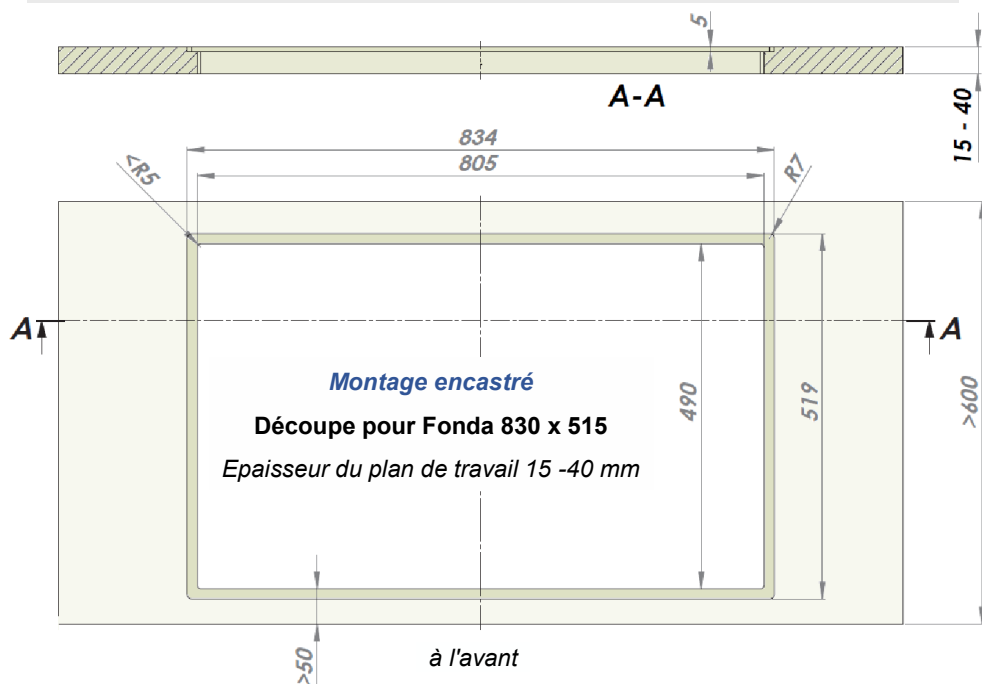 5
A-A
15 - 40
834
805
<R5
R7
A
A
490
519
>600
Montage encastré
Découpe pour Fonda 830 x 515
Epaisseur du plan de travail 15 -40 mm
>50
à l'avant